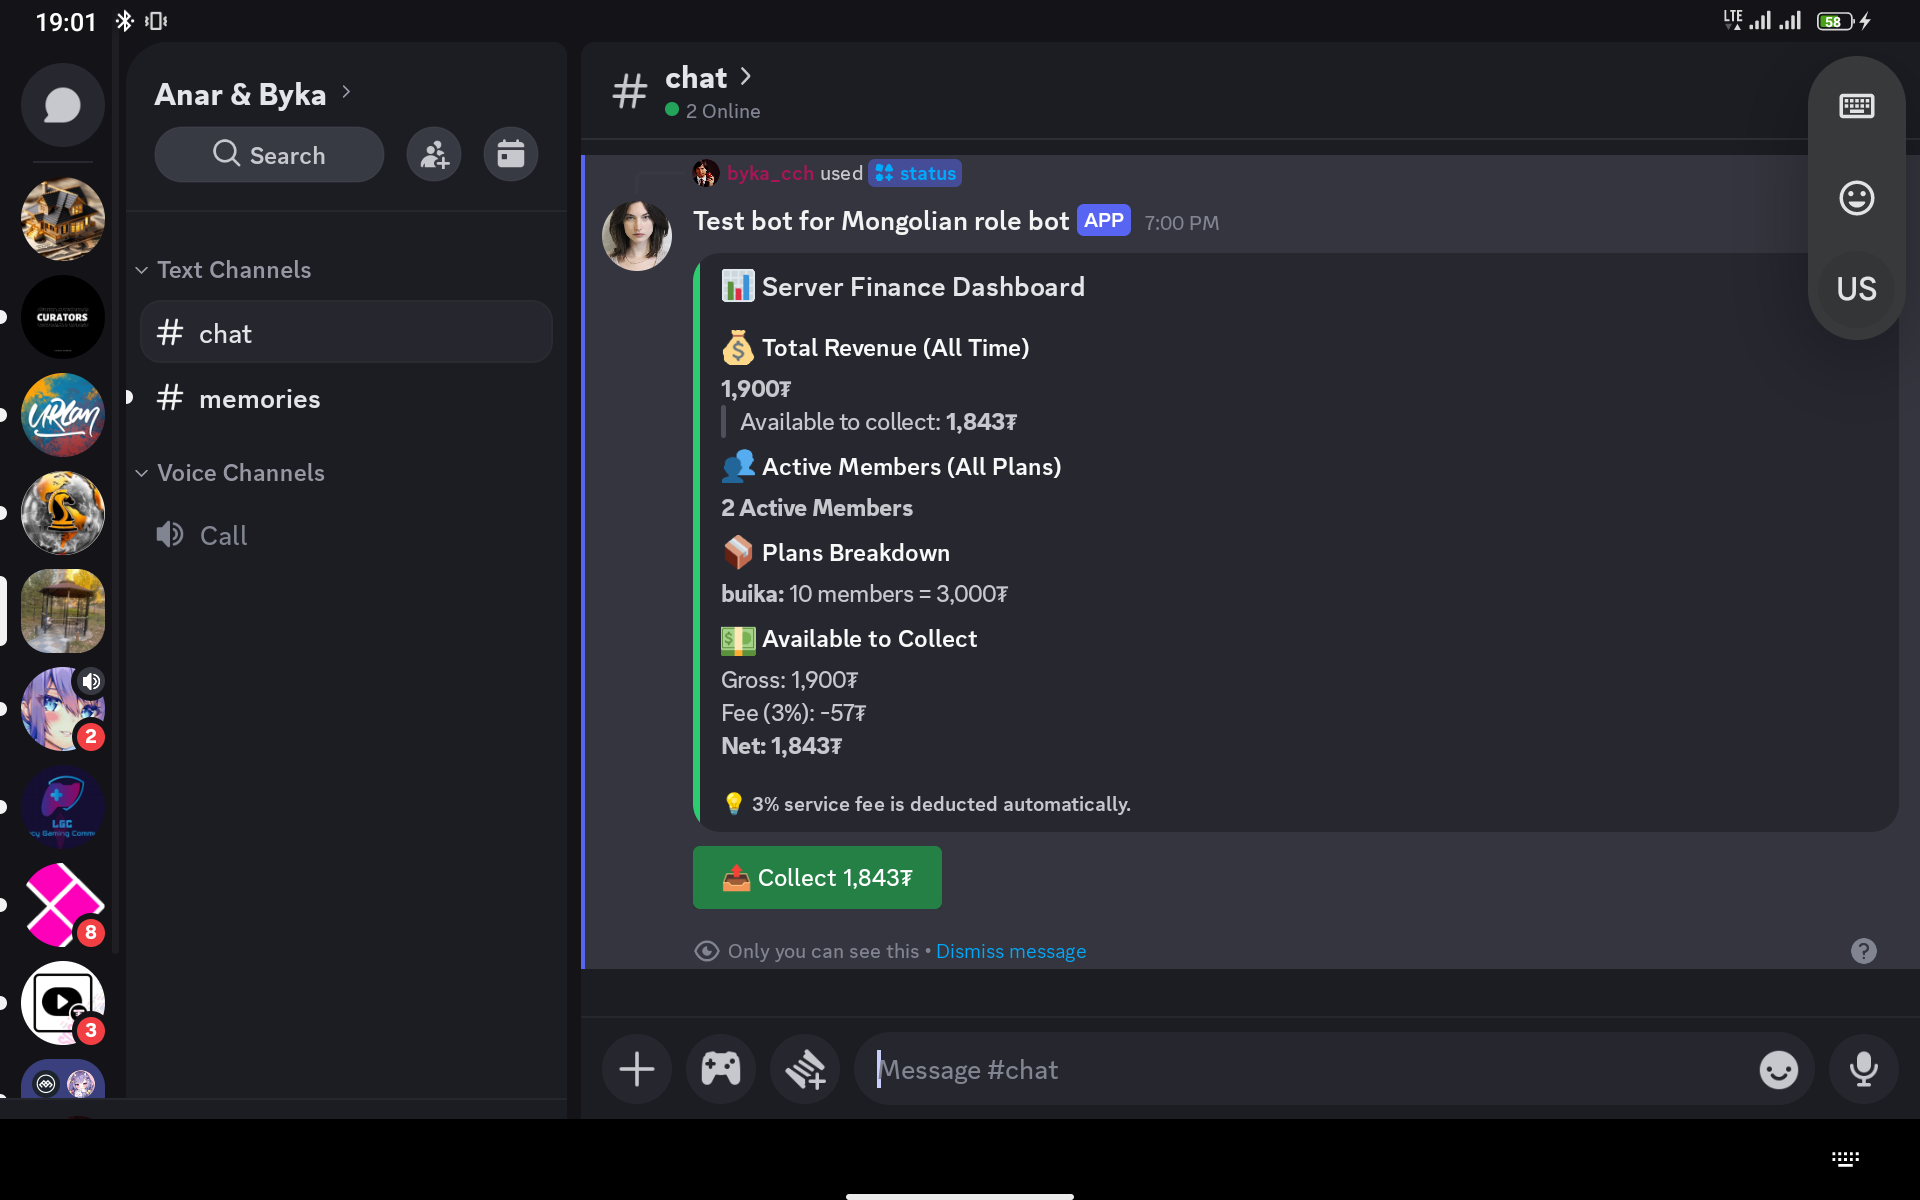 19:01
LTE
58
Anar & Byka
Search
Text Channels
chat
memories
Voice Channels
Call
CURATORS
URLan
2
LGC
cy Gaming Comm
8
3
chat
2 Online
byka_cch used status
Test bot for Mongolian role bot APP 7:00 PM
Server Finance Dashboard
Total Revenue (All Time)
1,900₮
Available to collect: 1,843₮
Active Members (All Plans)
2 Active Members
Plans Breakdown
buika: 10 members = 3,000₮
Available to Collect
Gross: 1,900₮
Fee (3%): -57₮
Net: 1,843₮
3% service fee is deducted automatically.
Collect 1,843₮
Only you can see this • Dismiss message
?
Message #chat
US